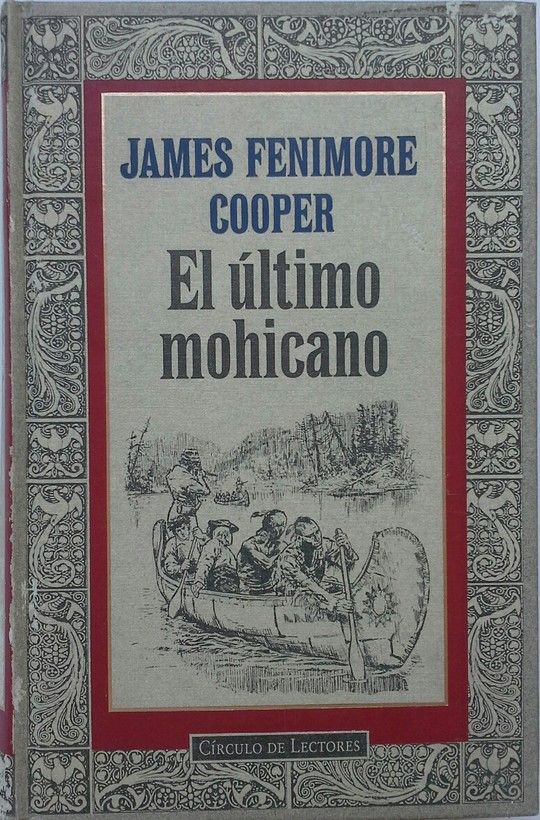 JAMES FENIMORE
COOPER
El último
mohicano
CÍRCULO DE LECTORES